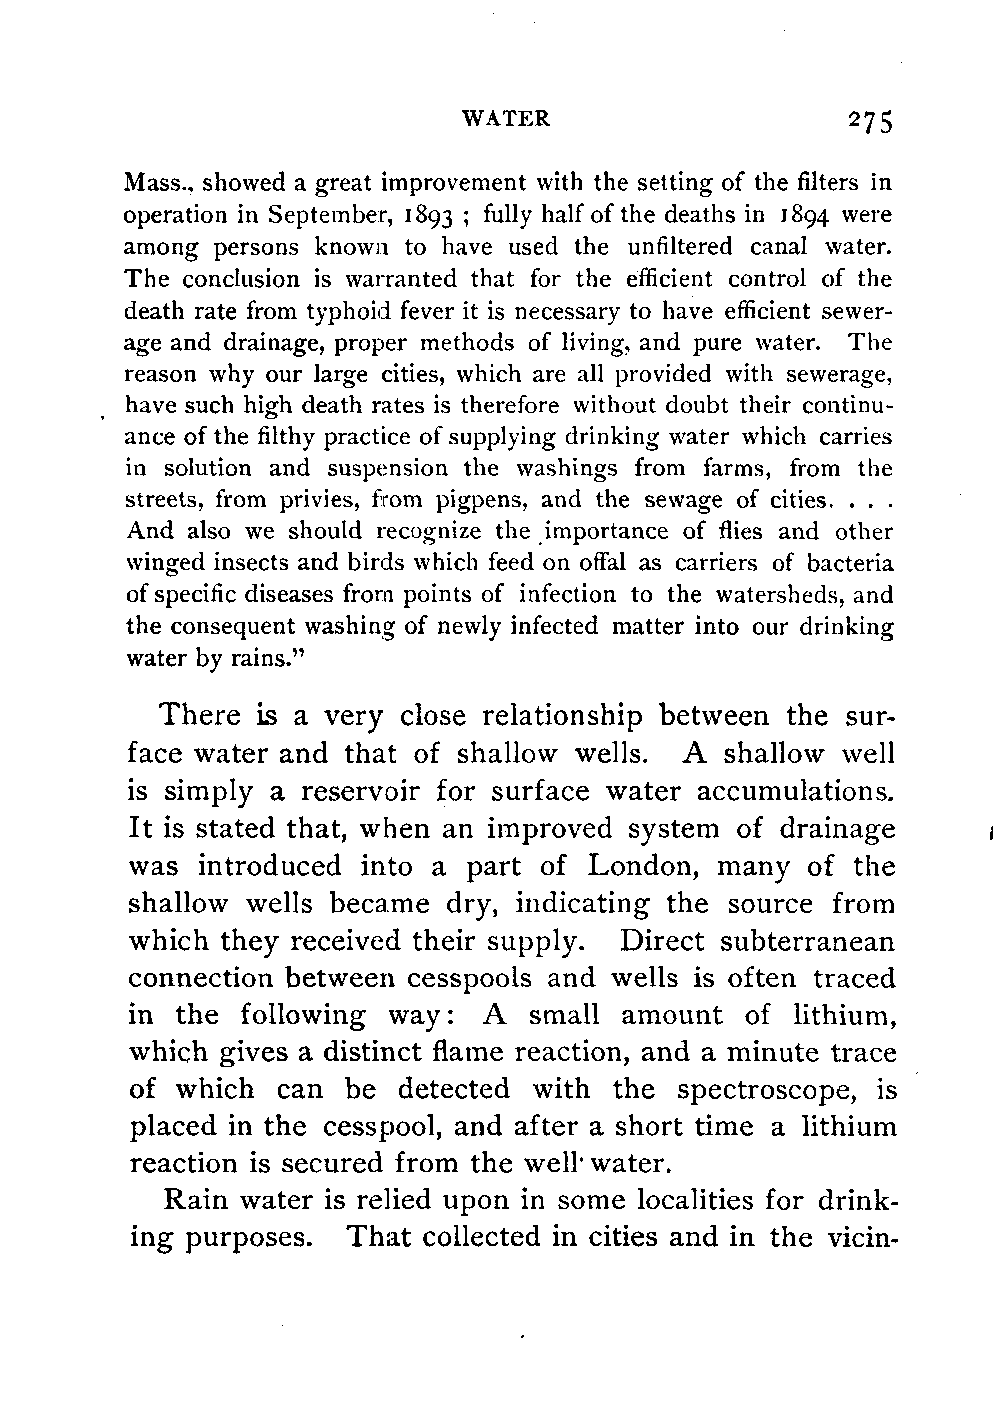 WATER 275
Mass., showed a great improvement with the setting of the filters in
operation in September, 1893 ; fully half of the deaths in 1894 were
among persons known to have used the unfiltered canal water.
The conclusion is warranted that for the efficient control of the
death rate from typhoid fever it is necessary to have efficient sewer-
age and drainage, proper methods of living, and pure water. The
reason why our large cities, which are all provided with sewerage,
have such high death rates is therefore without doubt their continu-
ance of the filthy practice of supplying drinking water which carries
in solution and suspension the washings from farms, from the
streets, from privies, from pigpens, and the sewage of cities. . . .
And also we should recognize the importance of flies and other
winged insects and birds which feed on offal as carriers of bacteria
of specific diseases from points of infection to the watersheds, and
the consequent washing of newly infected matter into our drinking
water by rains.”
There is a very close relationship between the sur-
face water and that of shallow wells. A shallow well
is simply a reservoir for surface water accumulations.
It is stated that, when an improved system of drainage
was introduced into a part of London, many of the
shallow wells became dry, indicating the source from
which they received their supply. Direct subterranean
connection between cesspools and wells is often traced
in the following way: A small amount of lithium,
which gives a distinct flame reaction, and a minute trace
of which can be detected with the spectroscope, is
placed in the cesspool, and after a short time a lithium
reaction is secured from the well water.
Rain water is relied upon in some localities for drink-
ing purposes. That collected in cities and in the vicin-